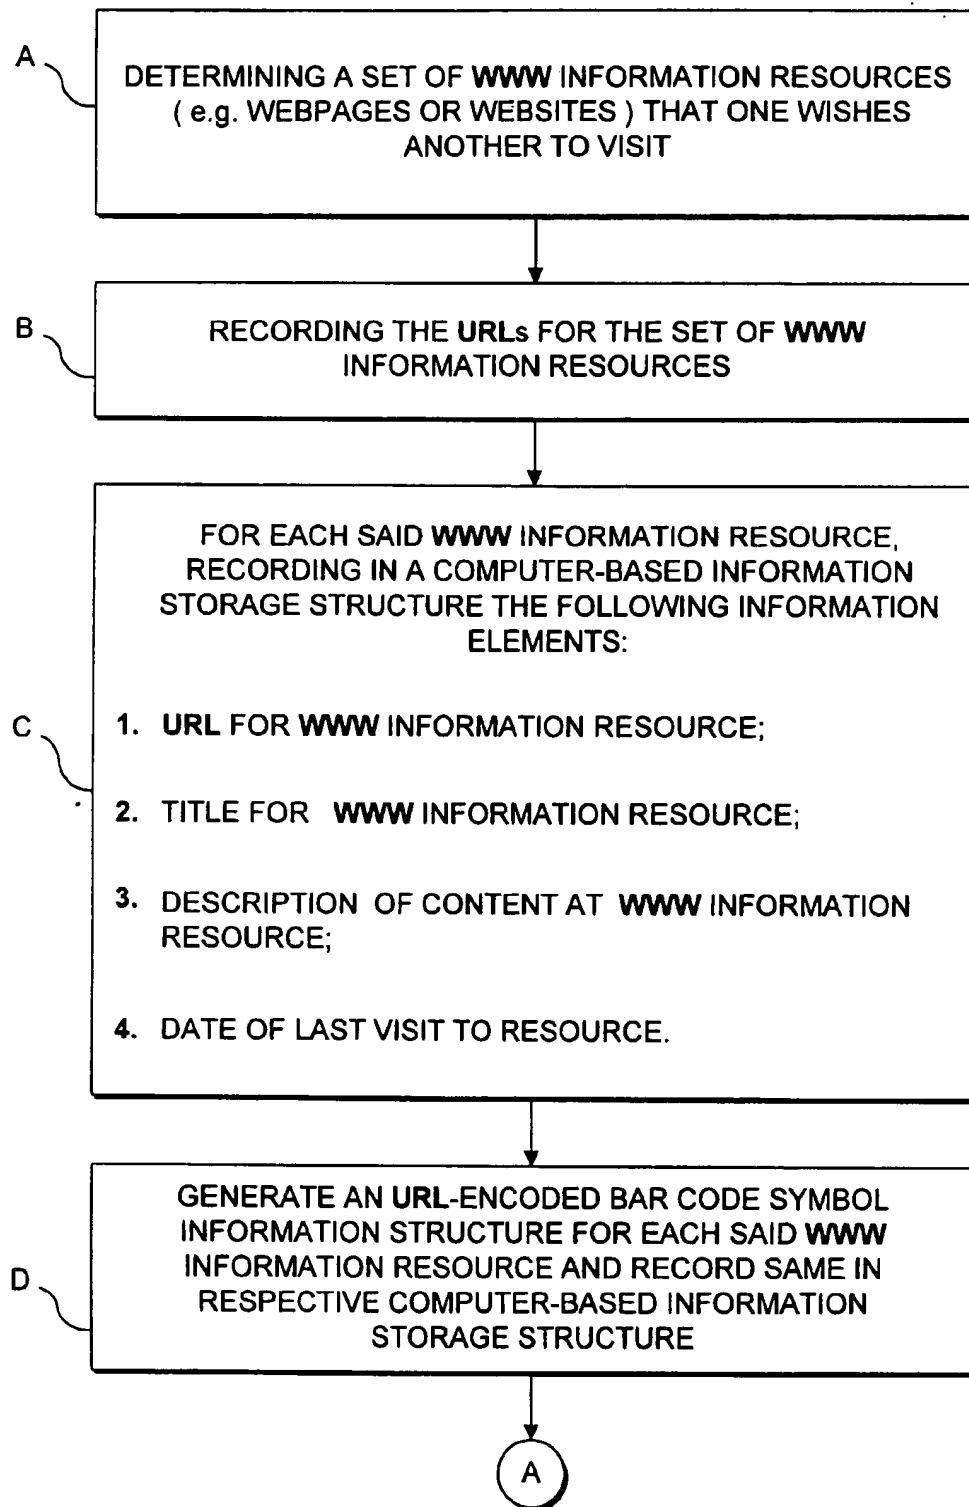 A
DETERMINING A SET OF WWW INFORMATION RESOURCES
( e.g. WEBPAGES OR WEBSITES ) THAT ONE WISHES
ANOTHER TO VISIT
B
RECORDING THE URLs FOR THE SET OF WWW
INFORMATION RESOURCES
FOR EACH SAID WWW INFORMATION RESOURCE,
RECORDING IN A COMPUTER-BASED INFORMATION
STORAGE STRUCTURE THE FOLLOWING INFORMATION
ELEMENTS:
C
1. URL FOR WWW INFORMATION RESOURCE;
2. TITLE FOR WWW INFORMATION RESOURCE;
3. DESCRIPTION OF CONTENT AT WWW INFORMATION
RESOURCE;
4. DATE OF LAST VISIT TO RESOURCE.
D
GENERATE AN URL-ENCODED BAR CODE SYMBOL
INFORMATION STRUCTURE FOR EACH SAID WWW
INFORMATION RESOURCE AND RECORD SAME IN
RESPECTIVE COMPUTER-BASED INFORMATION
STORAGE STRUCTURE
A